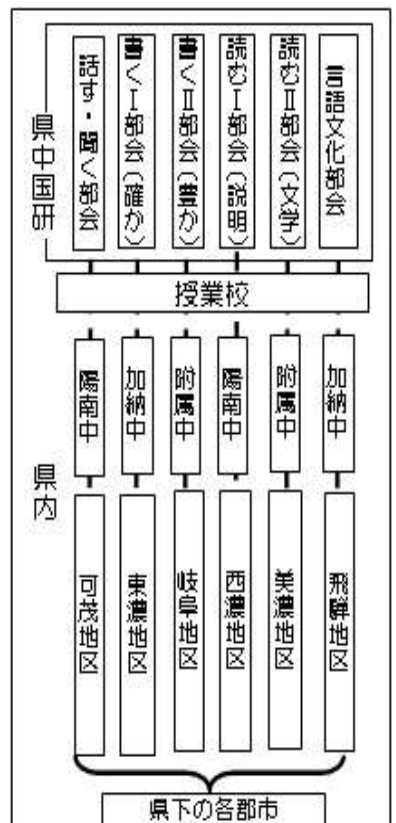 県中国研
話す・聞く部会
書くⅠ部会（確か）
書くⅡ部会（豊か）
読むⅠ部会（説明）
読むⅡ部会（文学）
言語文化部会
授業校
県内
陽南中
加納中
附属中
陽南中
附属中
加納中
可茂地区
東濃地区
岐阜地区
西濃地区
美濃地区
飛騨地区
県下の各郡市